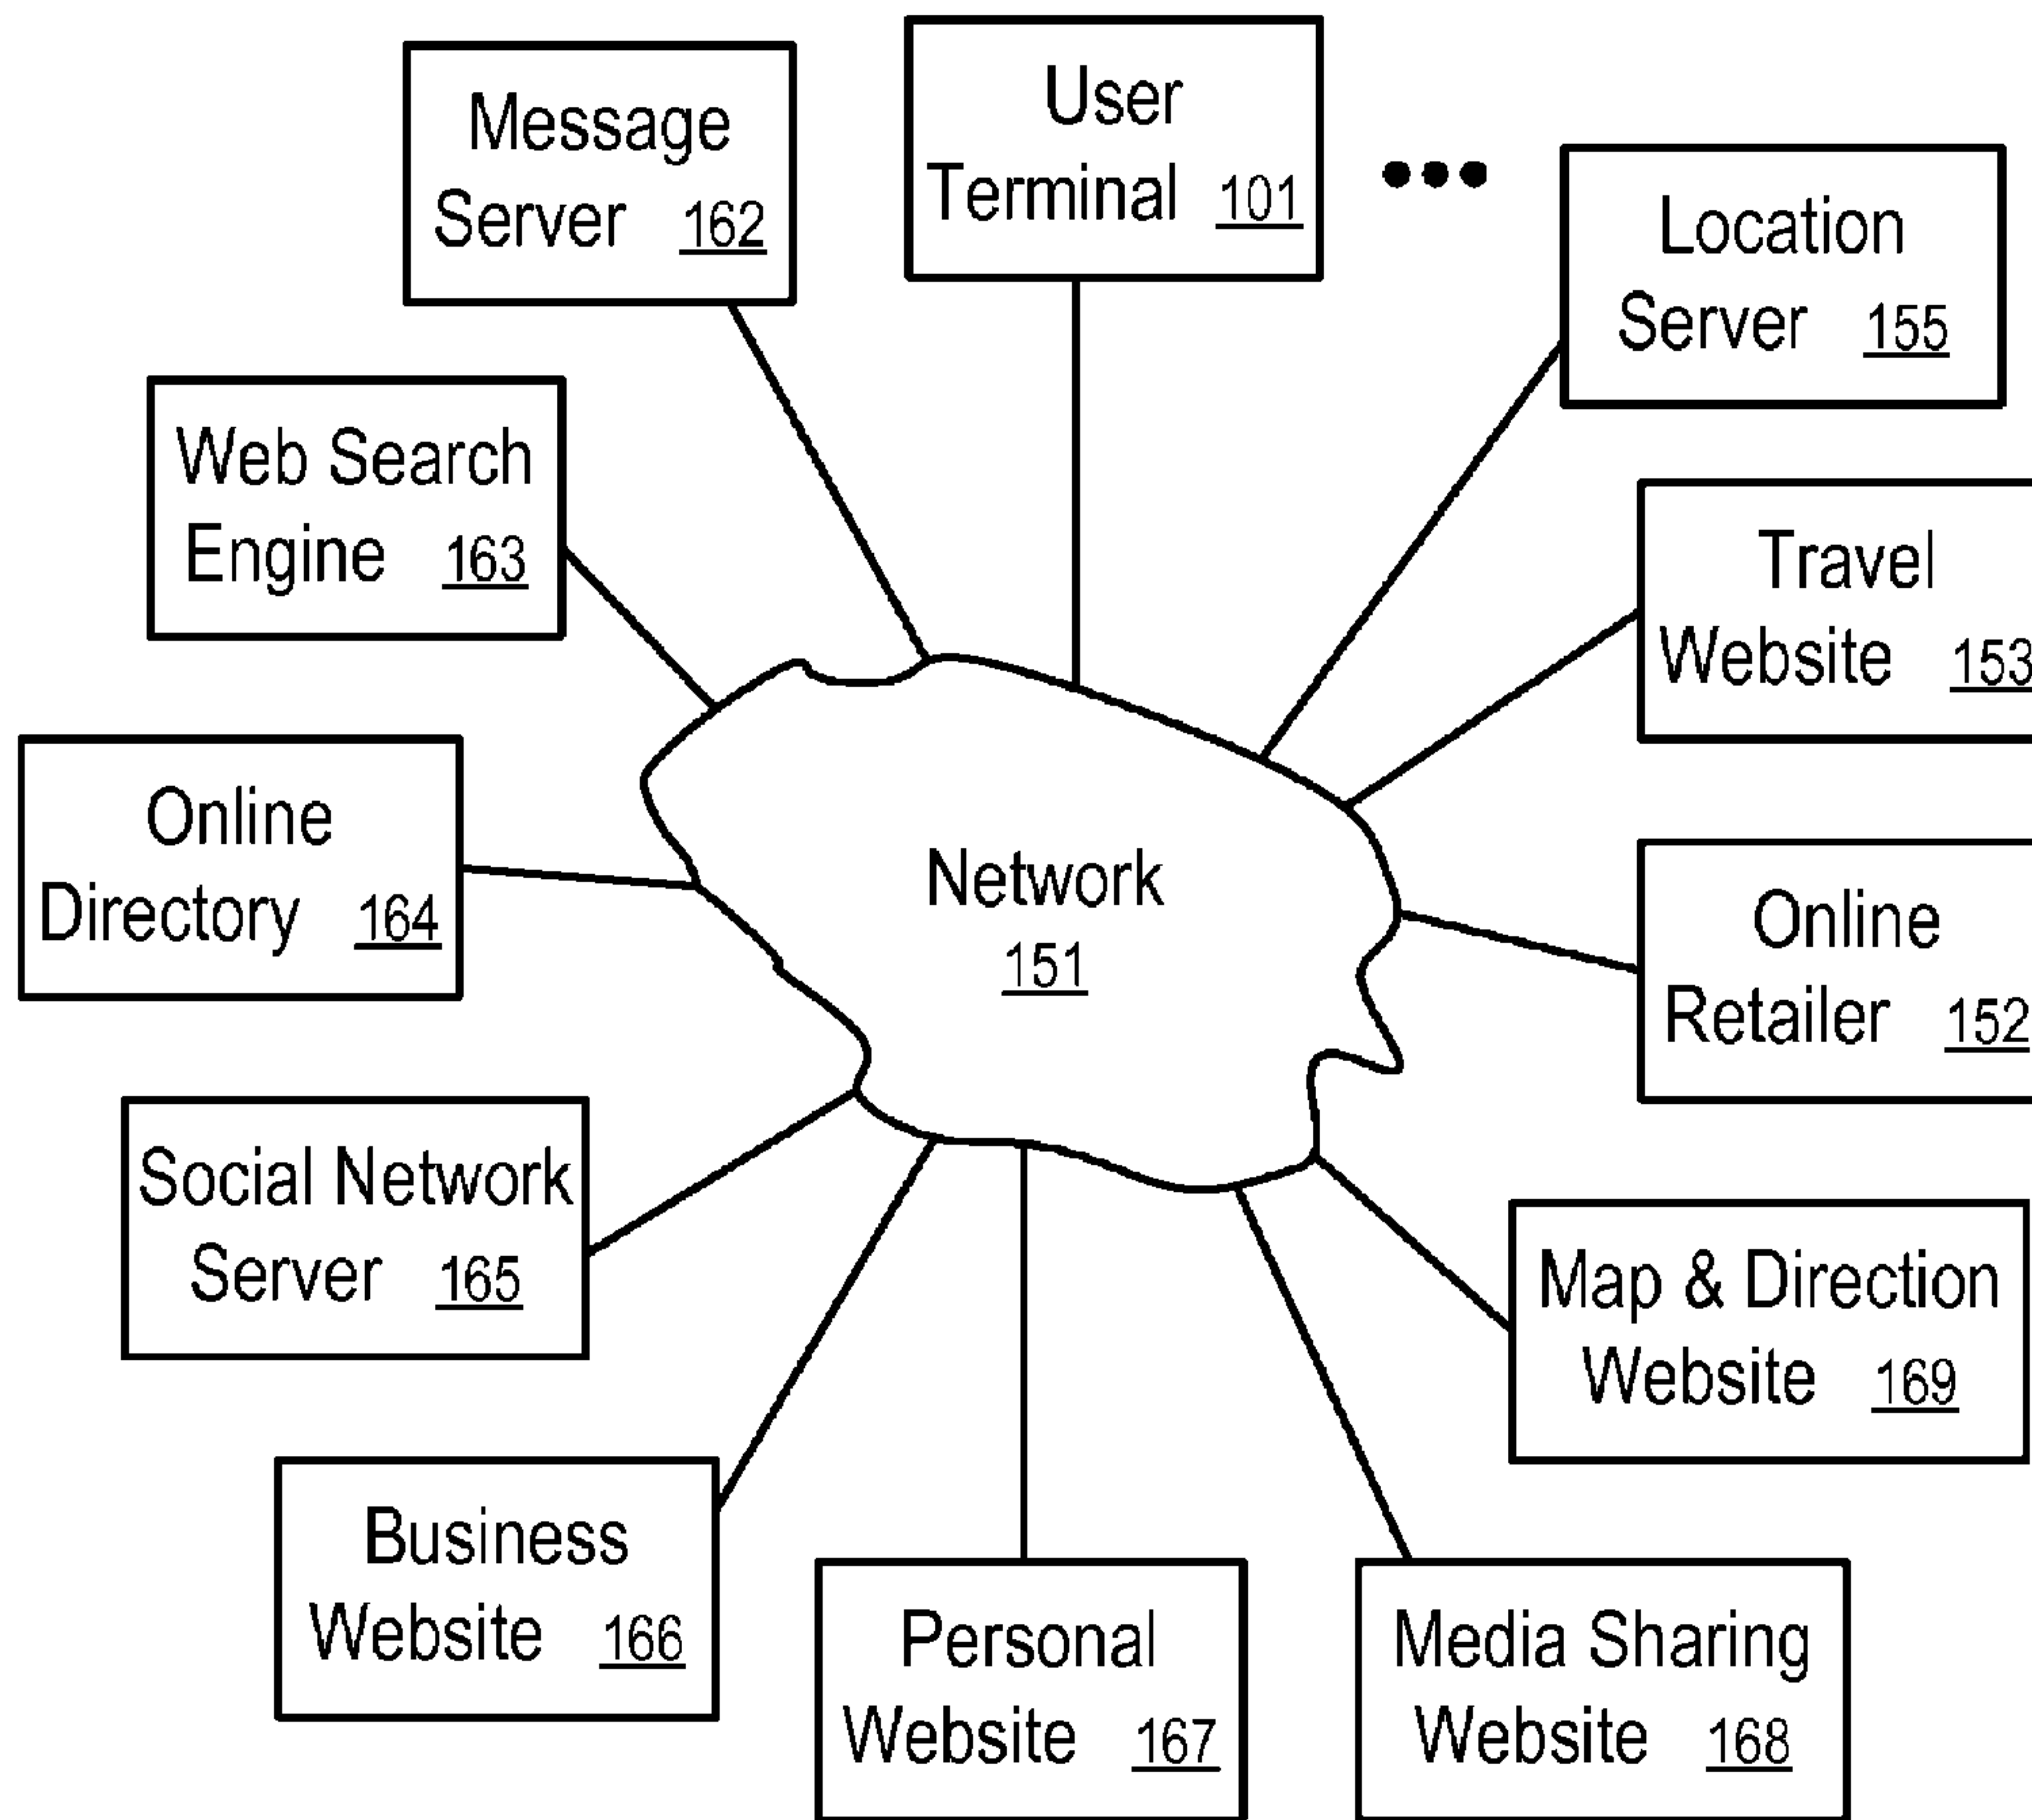 User
Terminal 101
Message
Server 162
Location
Server 155
Web Search
Engine 163
Travel
Website 153
Online
Directory 164
Network
151
Online
Retailer 152
Social Network
Server 165
Map & Direction
Website 169
Business
Website 166
Personal
Website 167
Media Sharing
Website 168